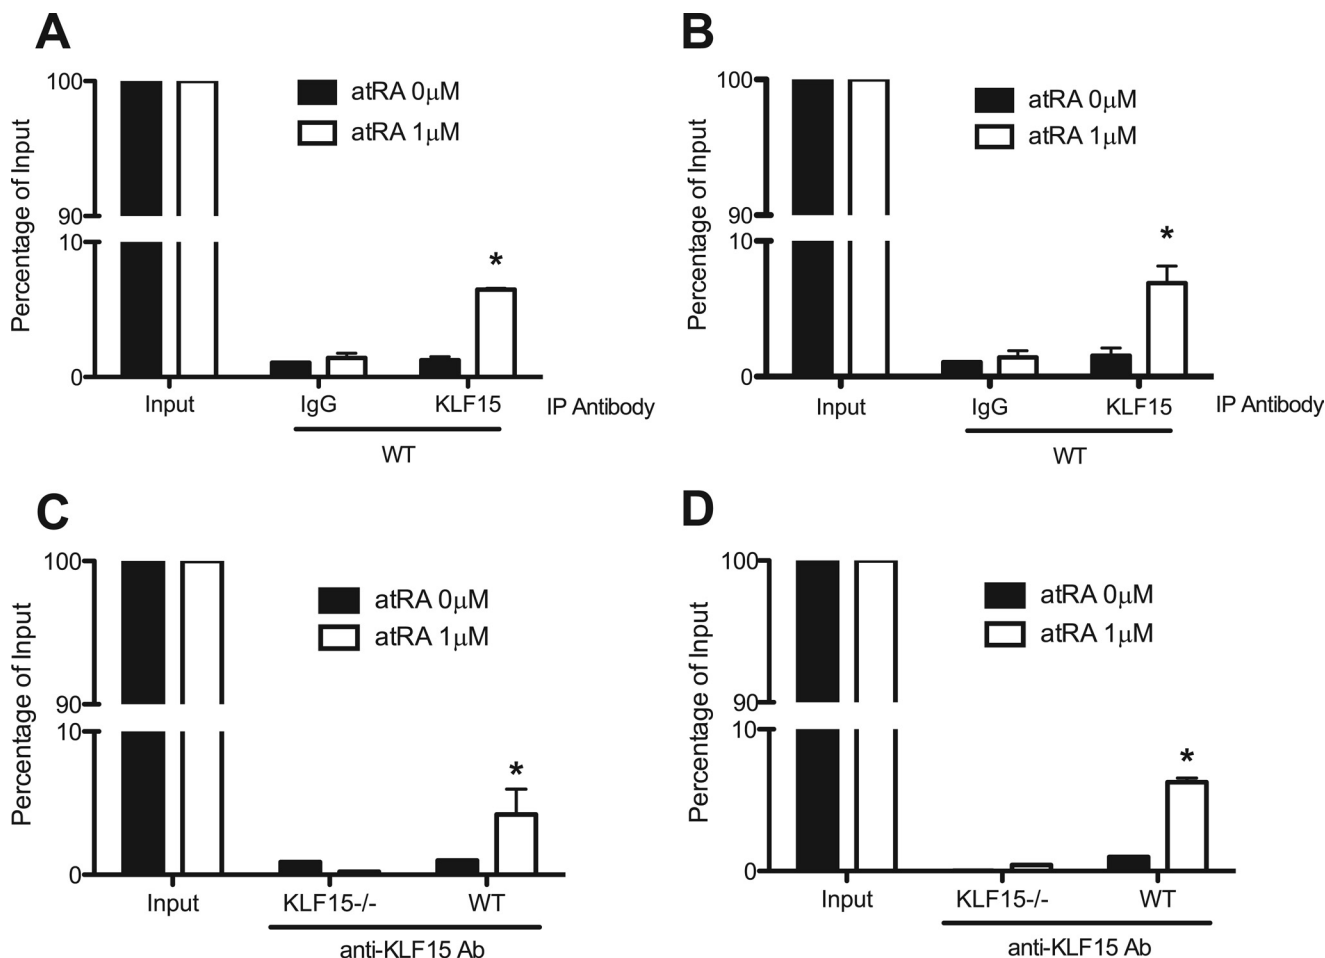 A
Percentage of Input
100
90
10
0
atRA 0μM
atRA 1μM
*
Input
IgG
KLF15
IP Antibody
WT
B
Percentage of Input
100
90
10
0
atRA 0μM
atRA 1μM
*
Input
IgG
KLF15
IP Antibody
WT
C
Percentage of Input
100
90
10
0
atRA 0μM
atRA 1μM
*
Input
KLF15-/-
WT
anti-KLF15 Ab
D
Percentage of Input
100
90
10
0
atRA 0μM
atRA 1μM
*
Input
KLF15-/-
WT
anti-KLF15 Ab